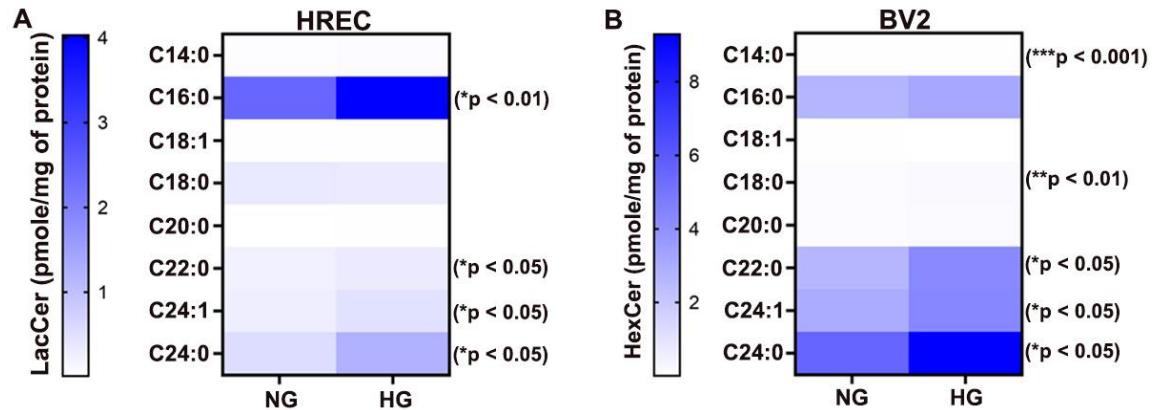 A
HREC
LacCer (pmole/mg of protein)
4
3
2
1
C14:0
C16:0
(*p < 0.01)
C18:1
C18:0
C20:0
C22:0
(*p < 0.05)
C24:1
(*p < 0.05)
C24:0
(*p < 0.05)
NG
HG
B
BV2
HexCer (pmole/mg of protein)
8
6
4
2
C14:0
(***p < 0.001)
C16:0
C18:1
C18:0
(**p < 0.01)
C20:0
C22:0
(*p < 0.05)
C24:1
(*p < 0.05)
C24:0
(*p < 0.05)
NG
HG